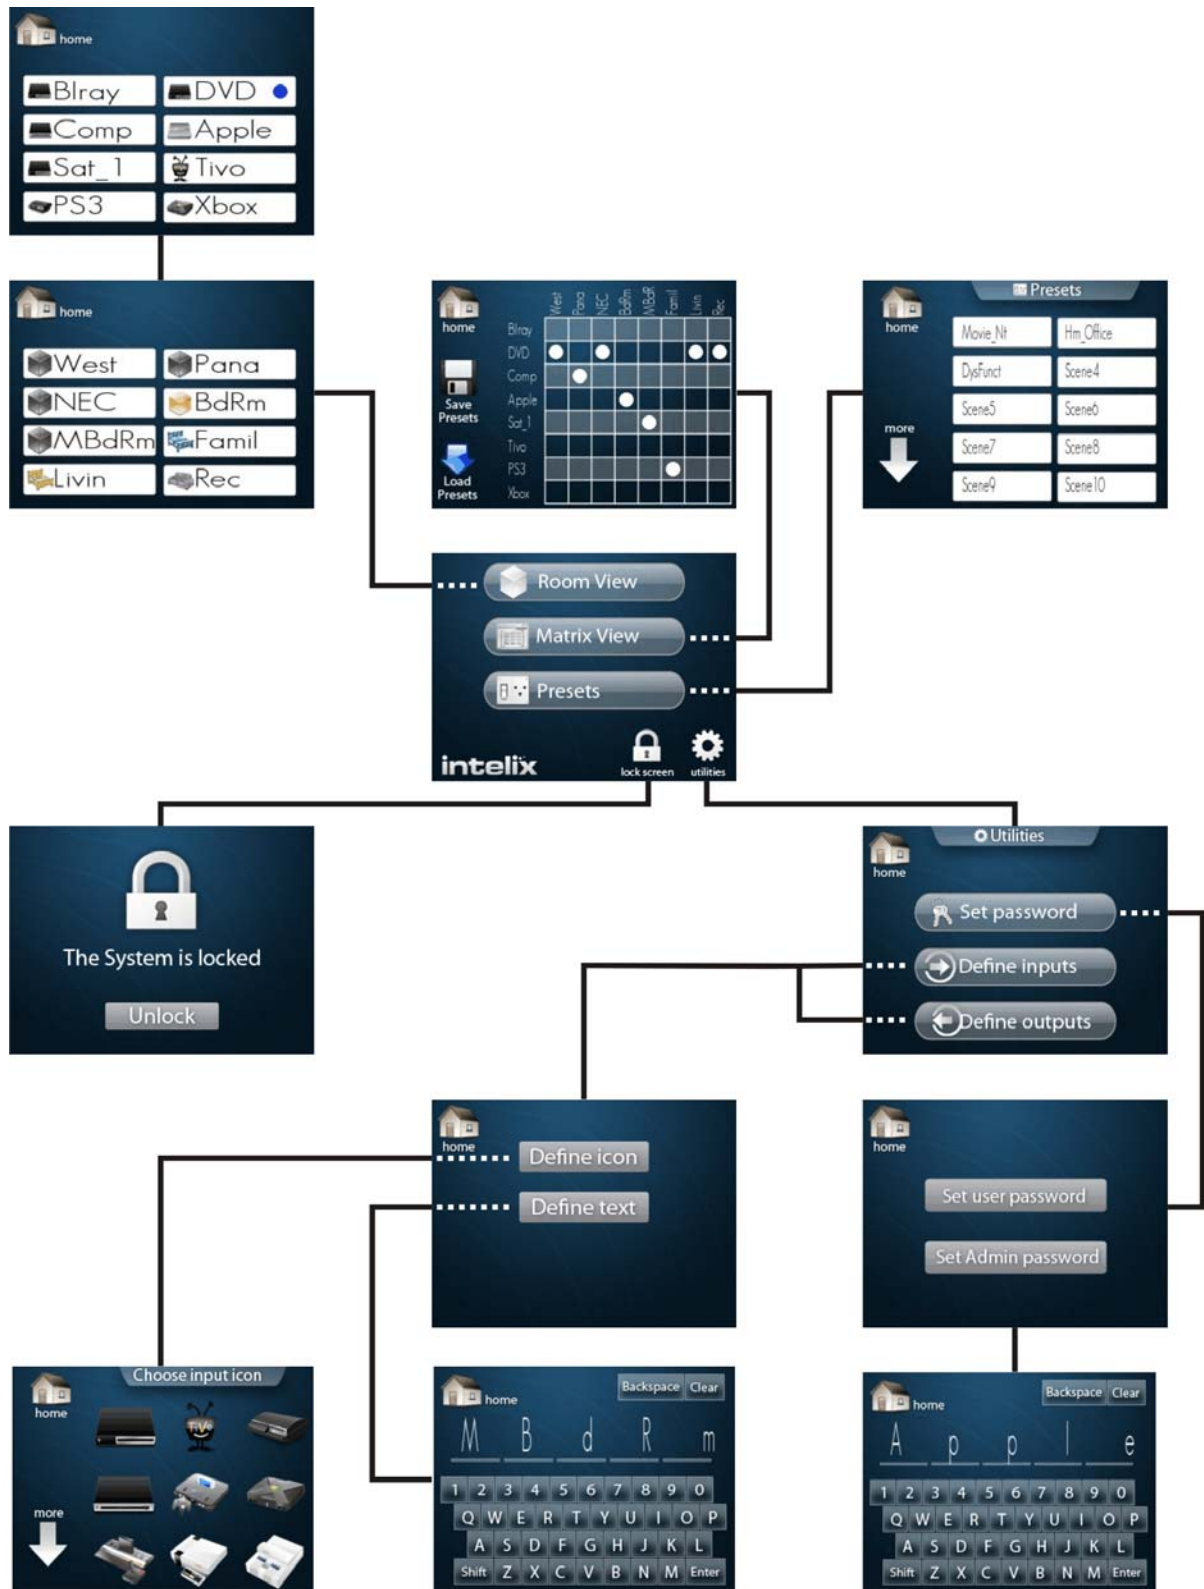 home
Blray DVD
Comp Apple
Sat_1 Tivo
PS3 Xbox
home
West Pana
NEC BdRm
MBdRm Famil
Livin Rec
home
West Pana NEC BdRm MBdR Famil Livin Rec
Blray
DVD
Comp
Apple
Sat_1
Tivo
PS3
Xbox
Save
Presets
Load
Presets
Presets
home
Movie_Nt Hm_Office
DysFunct Scene4
Scene5 Scene6
Scene7 Scene8
Scene9 Scene10
more
Room View
Matrix View
Presets
intelix
lock screen utilities
The System is locked
Unlock
Utilities
home
Set password
Define inputs
Define outputs
home
Define icon
Define text
home
Set user password
Set Admin password
Choose input icon
home
TiVo
more
Backspace Clear
home
M B d R m
1 2 3 4 5 6 7 8 9 0
Q W E R T Y U I O P
A S D F G H J K L
Shift Z X C V B N M Enter
Backspace Clear
home
A p p l e
1 2 3 4 5 6 7 8 9 0
Q W E R T Y U I O P
A S D F G H J K L
Shift Z X C V B N M Enter